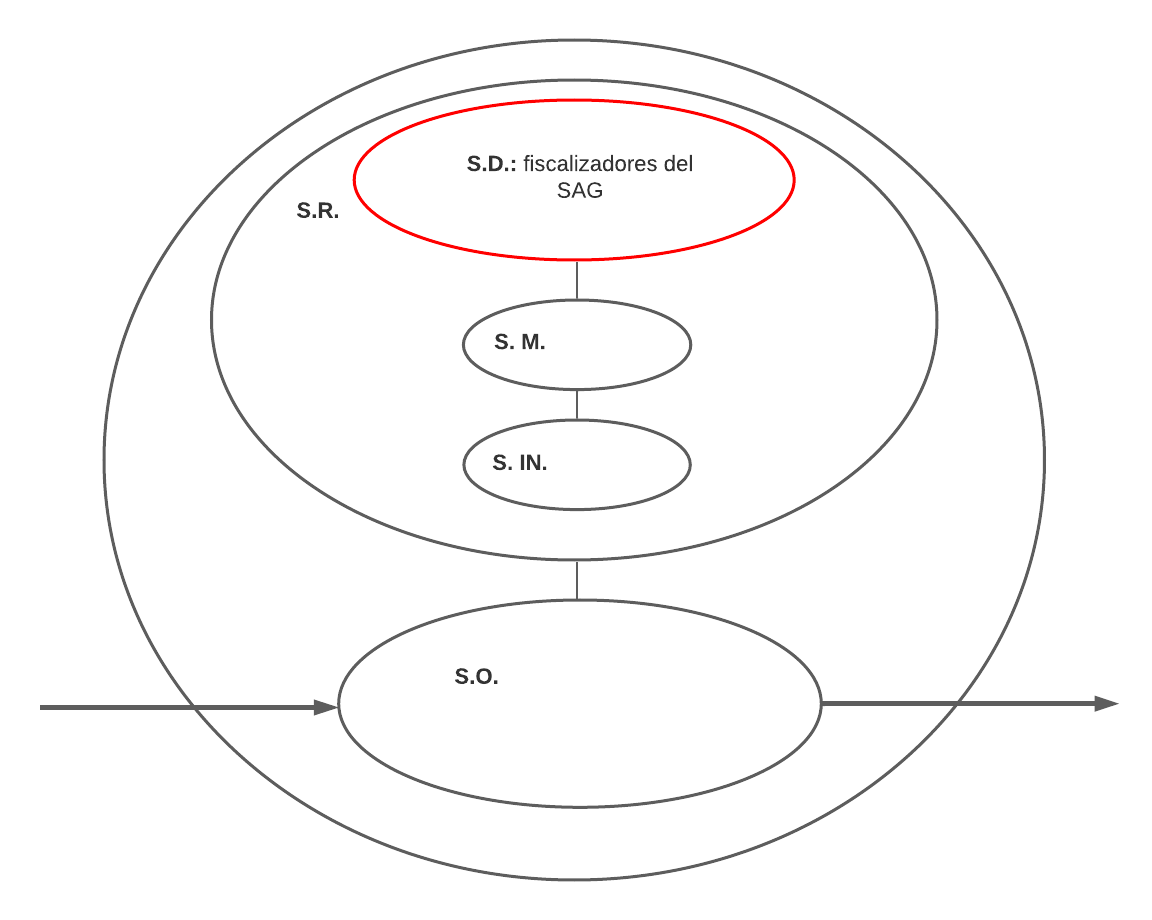 S.D.: fiscalizadores del
SAG
S.R.
S. M.
S. IN.
S.O.